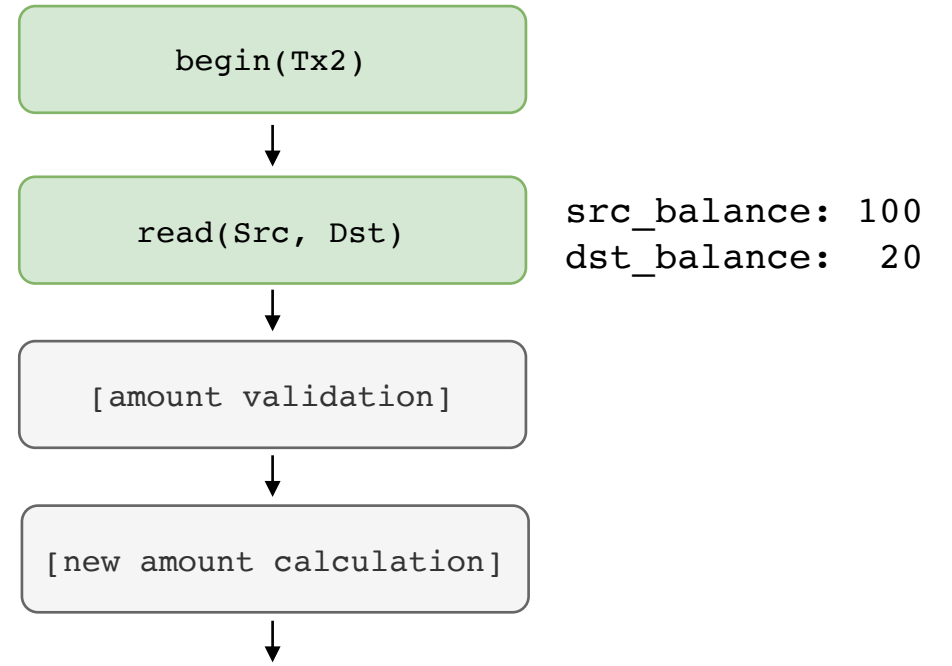 begin(Tx2)
read(Src, Dst)
src_balance: 100
dst_balance:  20
[amount validation]
[new amount calculation]